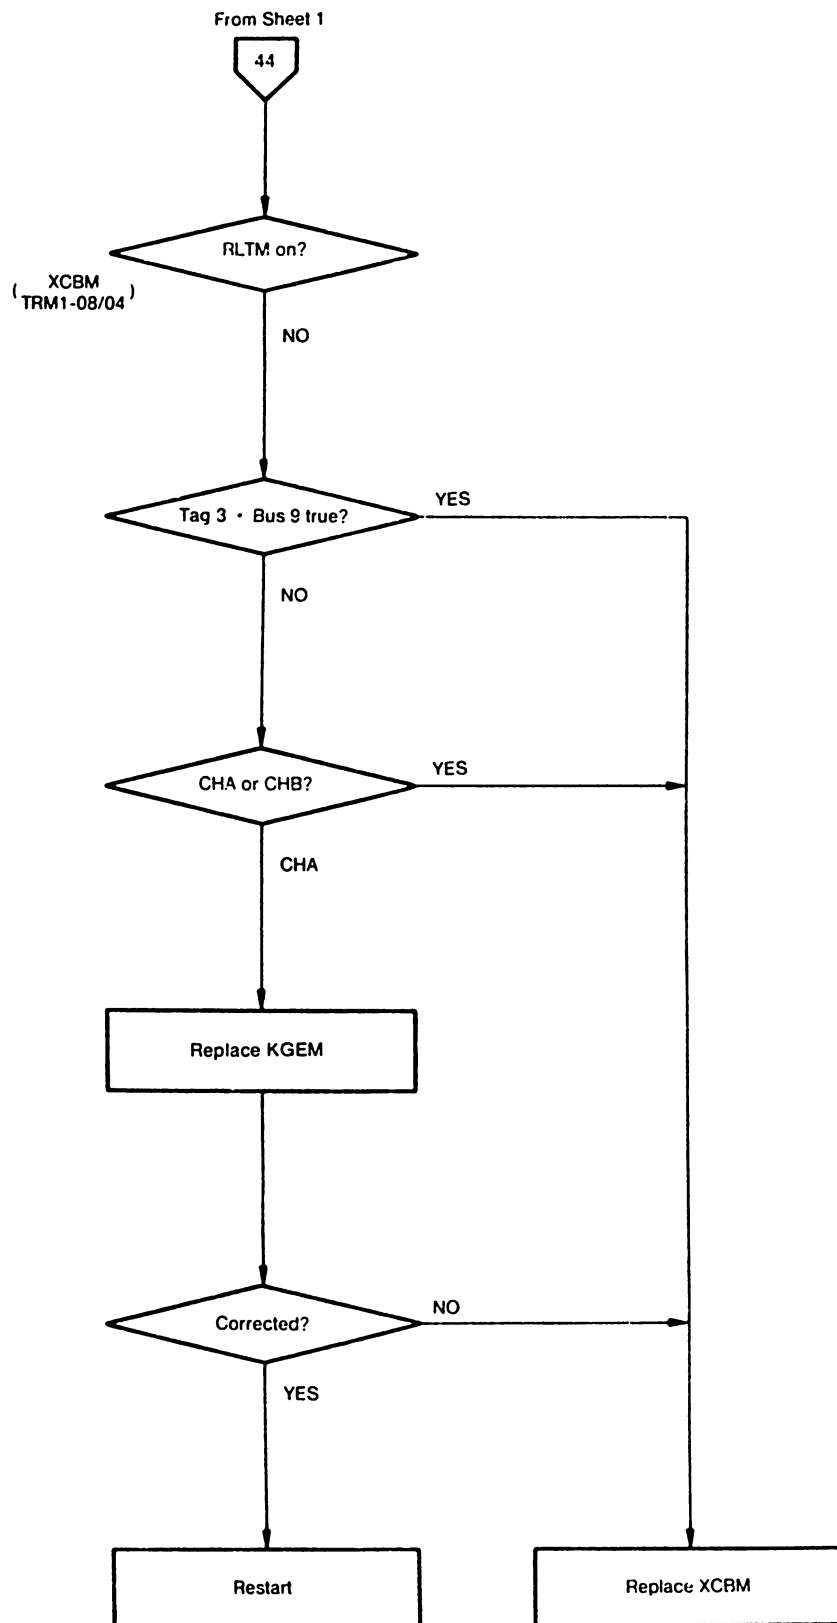 From Sheet 1
44
RLTM on?
( XCBM )
TRM1-08/04
NO
Tag 3 · Bus 9 true?
YES
NO
CHA or CHB?
YES
CHA
Replace KGEM
Corrected?
NO
YES
Restart
Replace XCBM